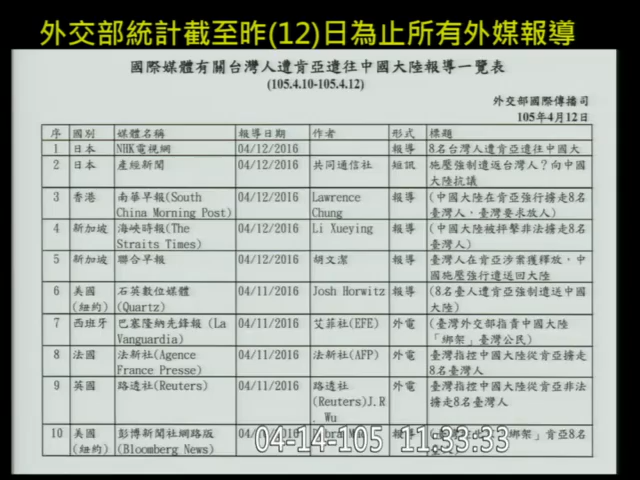 外交部統計截至昨(12)日為止所有外媒報導
國際媒體有關台灣人遭肯亞遣往中國大陸報導一覽表
(105.4.10-105.4.12)
外交部國際傳播司
105年4月12日
序 國別 媒體名稱 報導日期 作者 形式 標題
1 日本 NHK電視網 04/12/2016 報導 8名台灣人遭肯亞遣往中國大
2 日本 產經新聞 04/12/2016 共同通信社 短訊 施壓強制遣返台灣人?向中國
大陸抗議
3 香港 南華早報(South 04/12/2016 Lawrence 報導 (中國大陸在肯亞強行擄走8名
China Morning Post) Chung 臺灣人，臺灣要求放人)
4 新加坡 海峽時報(The 04/12/2016 Li Xueying 報導 (中國大陸被抨擊非法擄走8名
Straits Times) 臺灣人)
5 新加坡 聯合早報 04/12/2016 胡文潔 報導 臺灣人在肯亞涉案獲釋放，中
國施壓強行遣送回大陸
6 美國 石英數位媒體 04/11/2016 Josh Horwitz 報導 (8名臺人遭肯亞強制遣送中國
(紐約) (Quartz) 大陸)
7 西班牙 巴塞隆納先鋒報 (La 04/11/2016 艾菲社(EFE) 外電 (臺灣外交部指責中國大陸
Vanguardia) 「綁架」臺灣公民)
8 法國 法新社(Agence 04/11/2016 法新社(AFP) 外電 臺灣指控中國大陸從肯亞擄走
France Presse) 8名臺灣人
9 英國 路透社(Reuters) 04/11/2016 路透社 外電 臺灣指控中國大陸從肯亞非法
(Reuters)J.R 擄走8名臺灣人
. Wu
10 美國 彭博新聞社網路版 「綁架」肯亞8名
(紐約) (Bloomberg News)
04-14-105 11:33:33